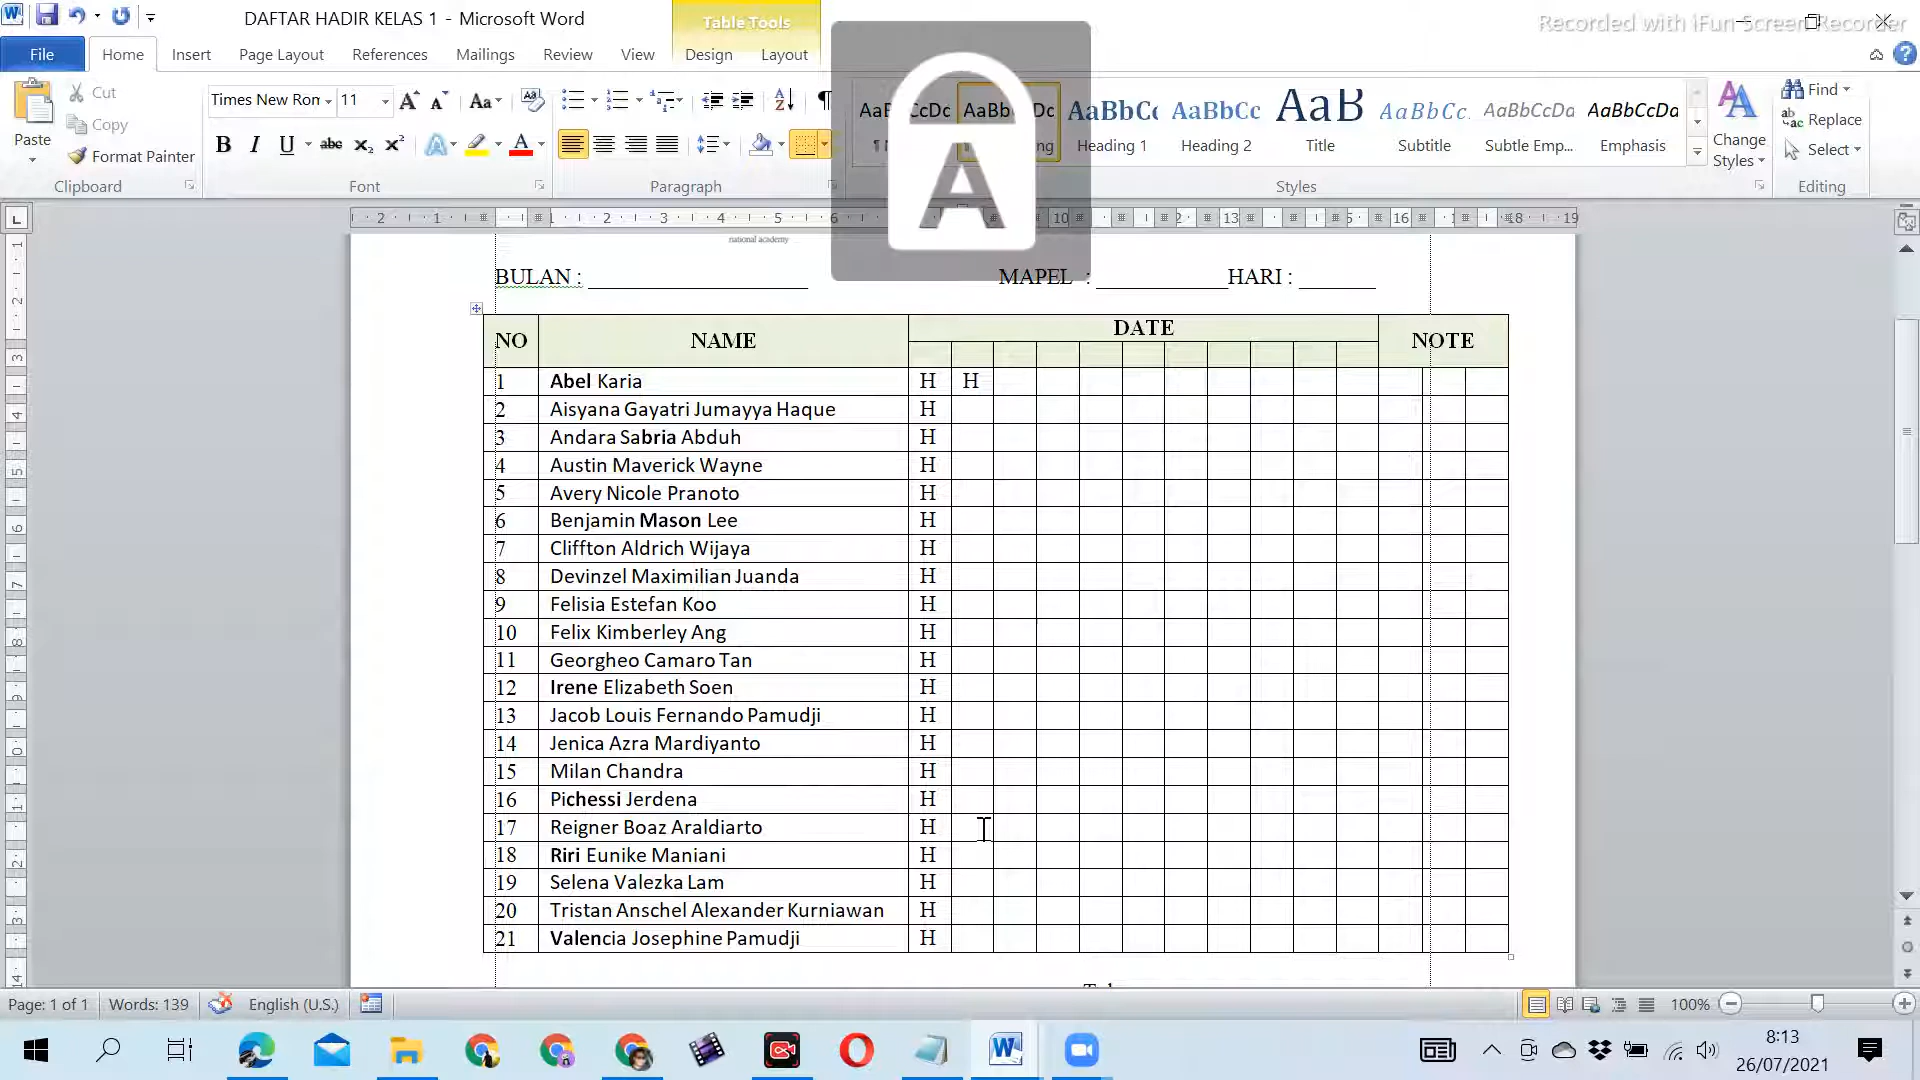 DAFTAR HADIR KELAS 1 - Microsoft Word
Table Tools
Recorded with iFun Screen Recorder
File
Home
Insert
Page Layout
References
Mailings
Review
View
Design
Layout
Paste
Cut
Copy
Format Painter
Clipboard
Times New Rom
11
Font
Paragraph
A
Heading 1
Heading 2
Title
Subtitle
Subtle Emp...
Emphasis
Change Styles
Styles
Find
Replace
Select
Editing
national academy
BULAN : MAPEL : HARI :
NO NAME DATE NOTE
1 Abel Karia H H
2 Aisyana Gayatri Jumayya Haque H
3 Andara Sabria Abduh H
4 Austin Maverick Wayne H
5 Avery Nicole Pranoto H
6 Benjamin Mason Lee H
7 Cliffton Aldrich Wijaya H
8 Devinzel Maximilian Juanda H
9 Felisia Estefan Koo H
10 Felix Kimberley Ang H
11 Georgheo Camaro Tan H
12 Irene Elizabeth Soen H
13 Jacob Louis Fernando Pamudji H
14 Jenica Azra Mardiyanto H
15 Milan Chandra H
16 Pichessi Jerdena H
17 Reigner Boaz Araldiarto H
18 Riri Eunike Maniani H
19 Selena Valezka Lam H
20 Tristan Anschel Alexander Kurniawan H
21 Valencia Josephine Pamudji H
Page: 1 of 1
Words: 139
English (U.S.)
100%
8:13
26/07/2021